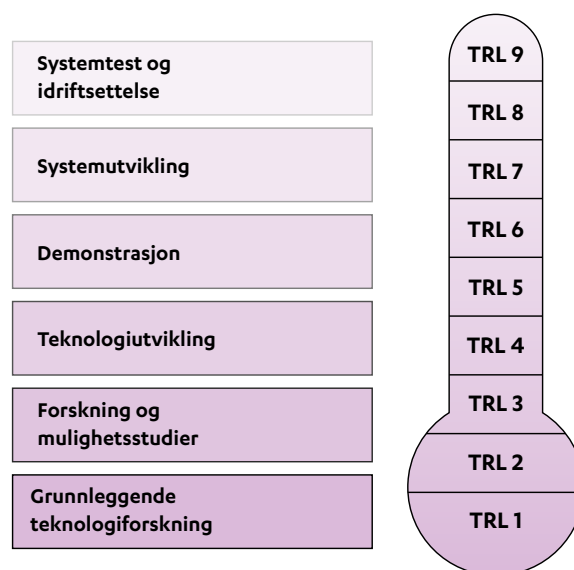 Systemtest og
idriftsettelse
Systemutvikling
Demonstrasjon
Teknologiutvikling
Forskning og
mulighetsstudier
Grunnleggende
teknologiforskning
TRL 9
TRL 8
TRL 7
TRL 6
TRL 5
TRL 4
TRL 3
TRL 2
TRL 1